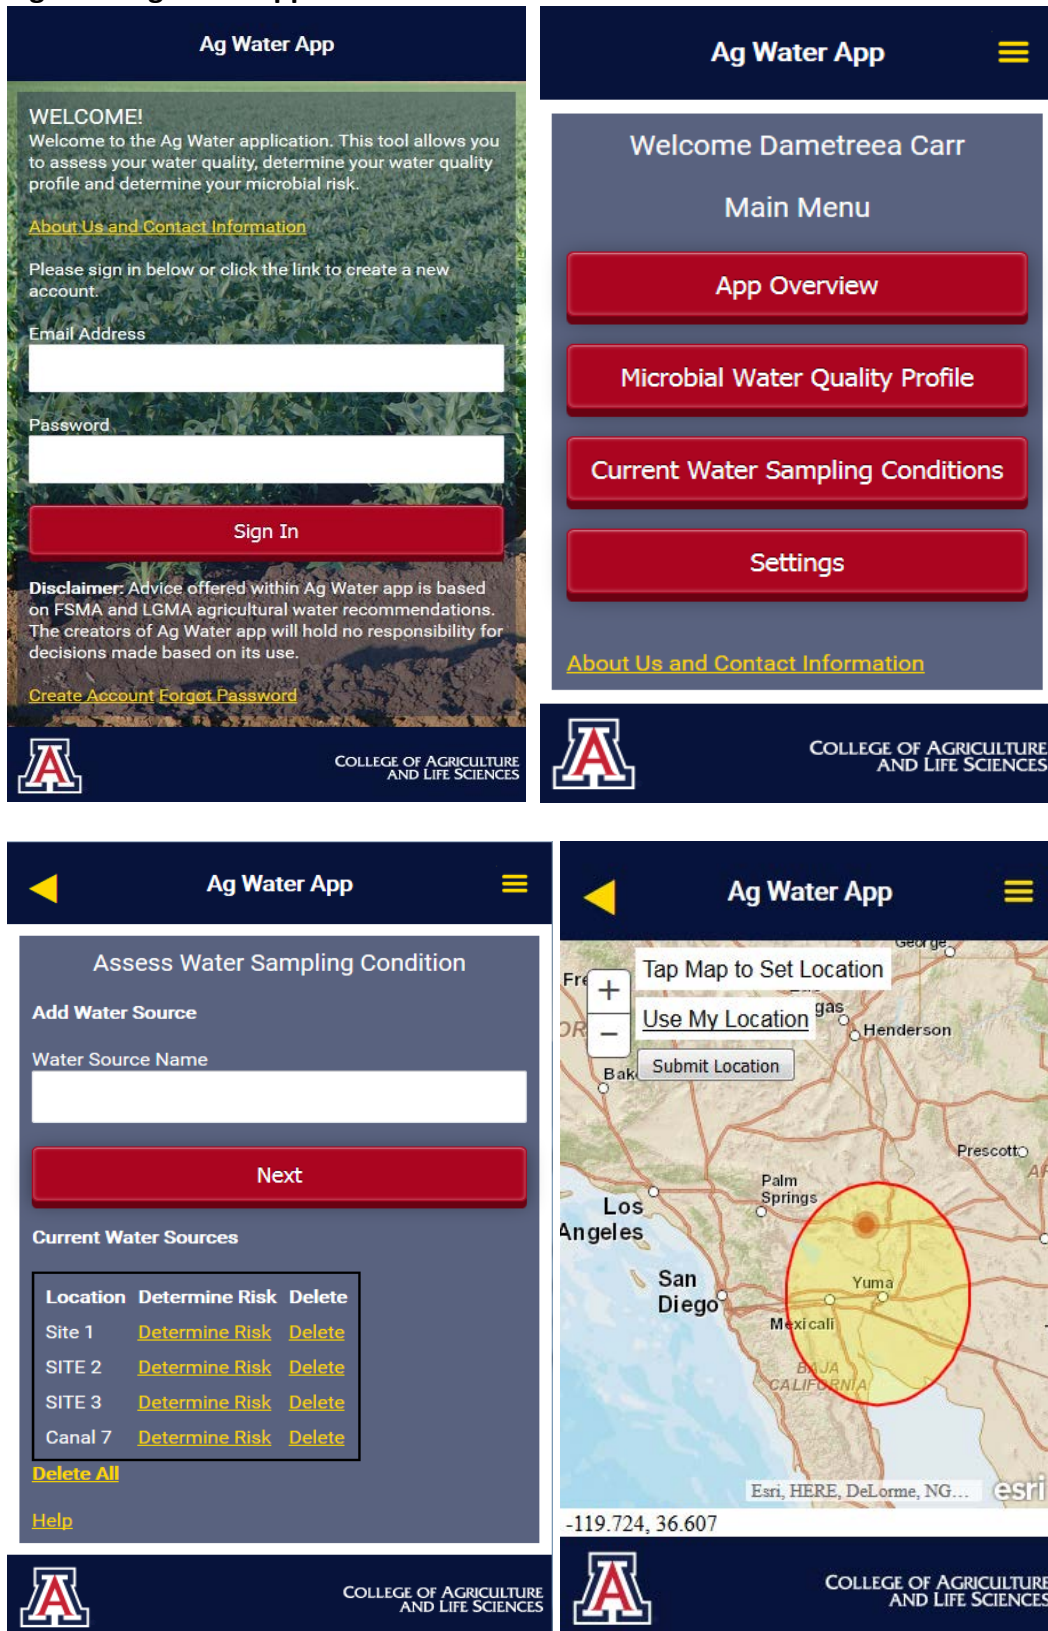 Ag Water App
WELCOME!
Welcome to the Ag Water application. This tool allows you
to assess your water quality, determine your water quality
profile and determine your microbial risk.
About Us and Contact Information
Please sign in below or click the link to create a new
account.
Email Address
Password
Sign In
Disclaimer: Advice offered within Ag Water app is based
on FSMA and LGMA agricultural water recommendations.
The creators of Ag Water app will hold no responsibility for
decisions made based on its use.
Create Account Forgot Password
A
COLLEGE OF AGRICULTURE
AND LIFE SCIENCES
Ag Water App
Welcome Dametreea Carr
Main Menu
App Overview
Microbial Water Quality Profile
Current Water Sampling Conditions
Settings
About Us and Contact Information
A
COLLEGE OF AGRICULTURE
AND LIFE SCIENCES
Ag Water App
Assess Water Sampling Condition
Add Water Source
Water Source Name
Next
Current Water Sources
Location Determine Risk Delete
Site 1 Determine Risk Delete
SITE 2 Determine Risk Delete
SITE 3 Determine Risk Delete
Canal 7 Determine Risk Delete
Delete All
Help
A
COLLEGE OF AGRICULTURE
AND LIFE SCIENCES
Ag Water App
George
Tap Map to Set Location
Fre
+
Use My Location
gas
−
Henderson
Submit Location
Bak
Prescott
Palm
Springs
Los
Angeles
San
Diego
Yuma
Mexicali
BAJA
CALIFORNIA
Esri, HERE, DeLorme, NG...
esri
-119.724, 36.607
A
COLLEGE OF AGRICULTURE
AND LIFE SCIENCES